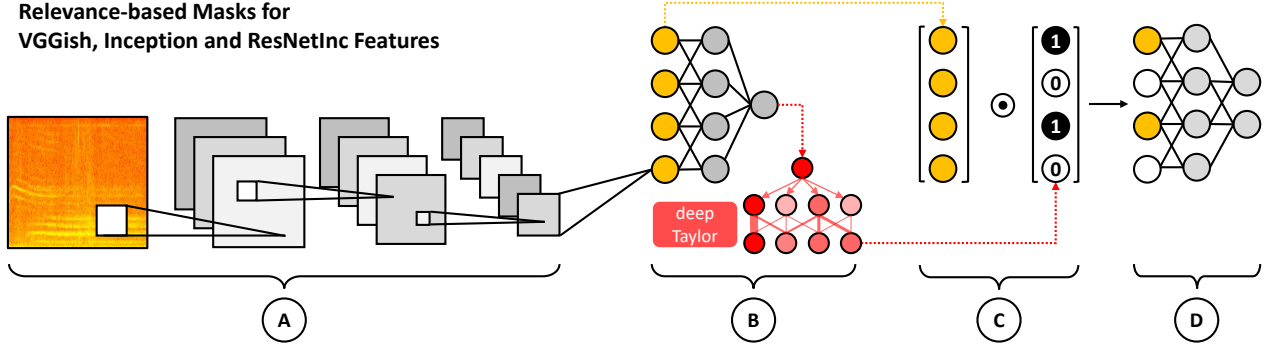 Relevance-based Masks for
VGGish, Inception and ResNetInc Features
1
0
1
0
deep
Taylor
A
B
C
D